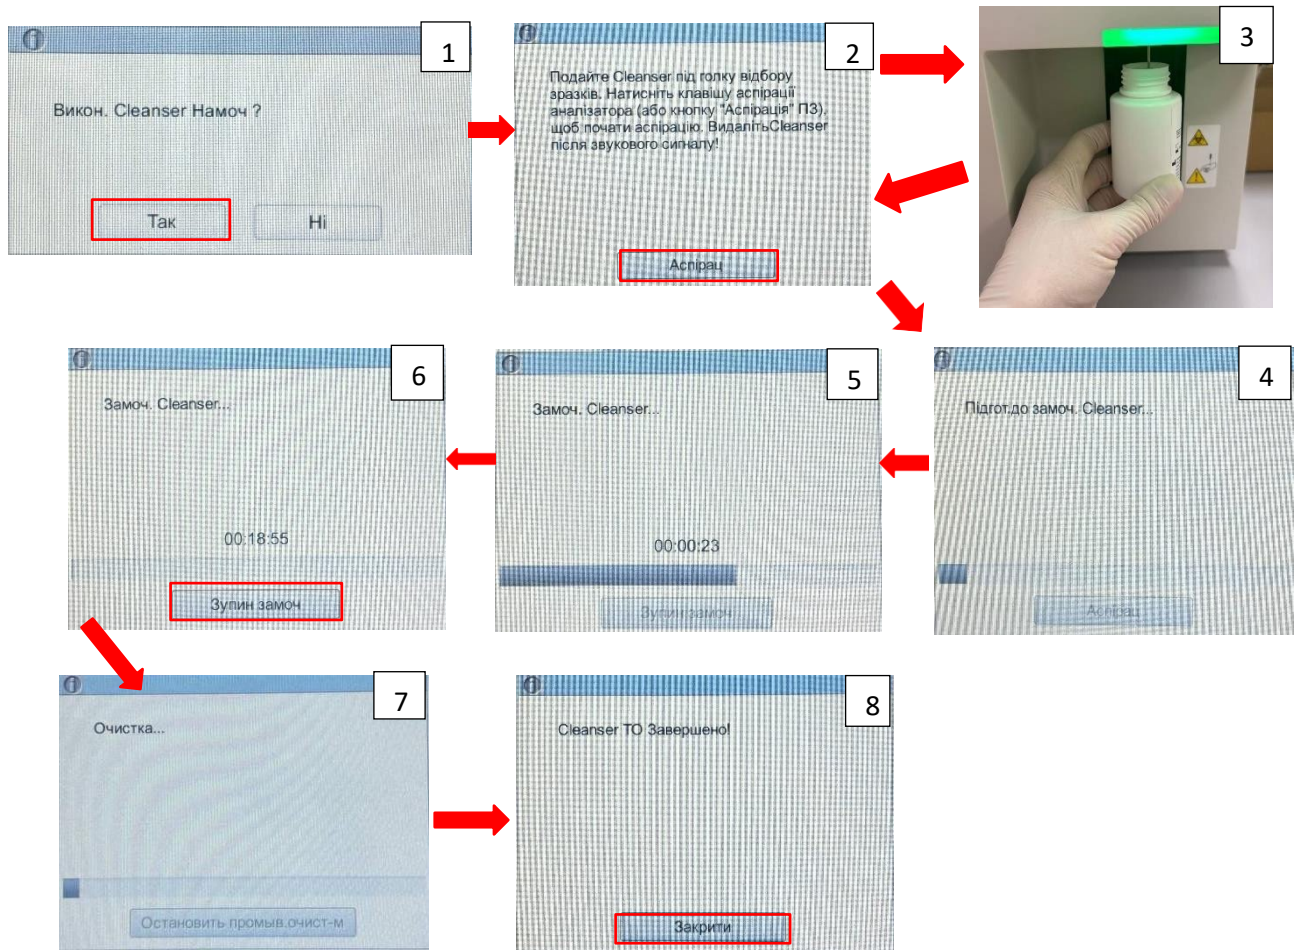 1
Викон. Cleanser Намоч ?
Так
Ні
2
Подайте Cleanser під голку відбору
зразків. Натисніть клавішу аспірації
аналізатора (або кнопку "Аспірація" ПЗ),
щоб почати аспірацію. ВидалітьCleanser
після звукового сигналу!
Аспірац
3
6
Замоч. Cleanser...
00:18:55
Зупин замоч
5
Замоч. Cleanser...
00:00:23
Зупин замоч
4
Підгот.до замоч. Cleanser...
Аспірац
7
Очистка...
Остановить промыв.очист-м
8
Cleanser ТО Завершено!
Закрити